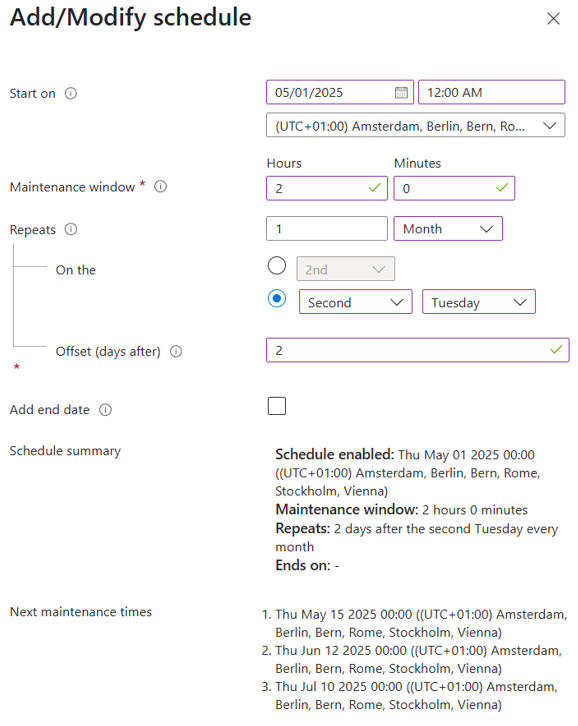 Add/Modify schedule
Start on
05/01/2025
12:00 AM
(UTC+01:00) Amsterdam, Berlin, Bern, Ro...
Hours
Minutes
Maintenance window *
2
0
Repeats
1
Month
On the
2nd
Second
Tuesday
Offset (days after)
*
2
Add end date
Schedule summary
Schedule enabled: Thu May 01 2025 00:00
((UTC+01:00) Amsterdam, Berlin, Bern, Rome,
Stockholm, Vienna)
Maintenance window: 2 hours 0 minutes
Repeats: 2 days after the second Tuesday every
month
Ends on: -
Next maintenance times
1. Thu May 15 2025 00:00 ((UTC+01:00) Amsterdam,
Berlin, Bern, Rome, Stockholm, Vienna)
2. Thu Jun 12 2025 00:00 ((UTC+01:00) Amsterdam,
Berlin, Bern, Rome, Stockholm, Vienna)
3. Thu Jul 10 2025 00:00 ((UTC+01:00) Amsterdam,
Berlin, Bern, Rome, Stockholm, Vienna)